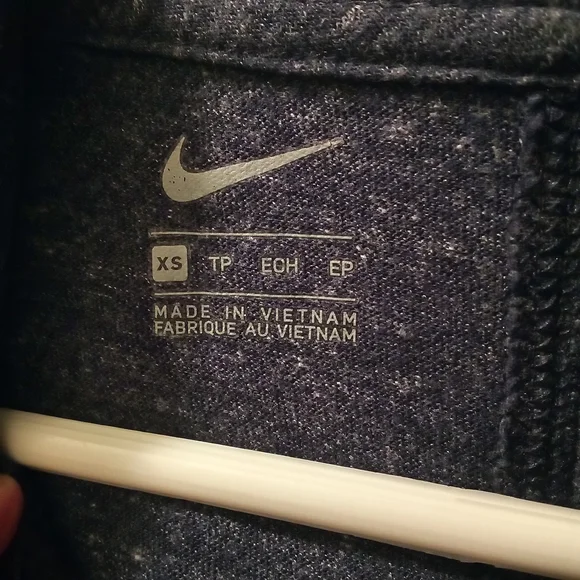 XS TP ECH EP
MADE IN VIETNAM
FABRIQUE AU VIETNAM